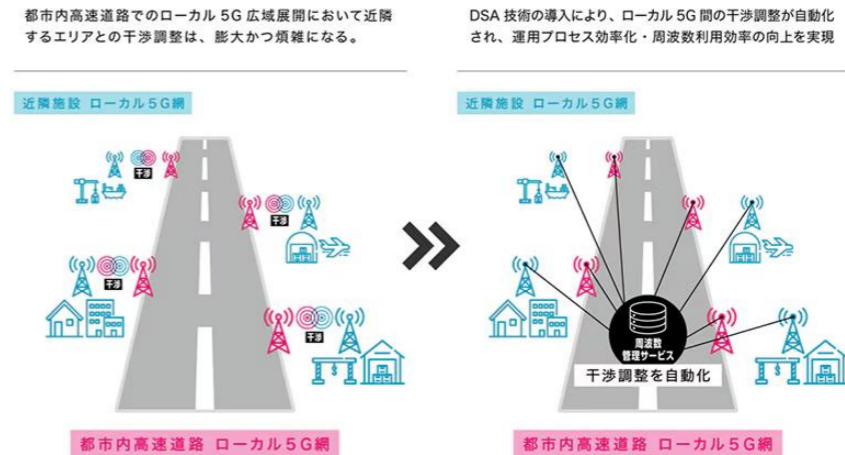 都市内高速道路でのローカル 5G 広域展開において近隣
するエリアとの干渉調整は、膨大かつ煩雑になる。
近隣施設 ローカル5G網
干渉
干渉
干渉
干渉
都市内高速道路 ローカル5G網
DSA 技術の導入により、ローカル 5G 間の干渉調整が自動化
され、運用プロセス効率化・周波数利用効率の向上を実現
近隣施設 ローカル5G網
周波数
管理サービス
干渉調整を自動化
都市内高速道路 ローカル5G網